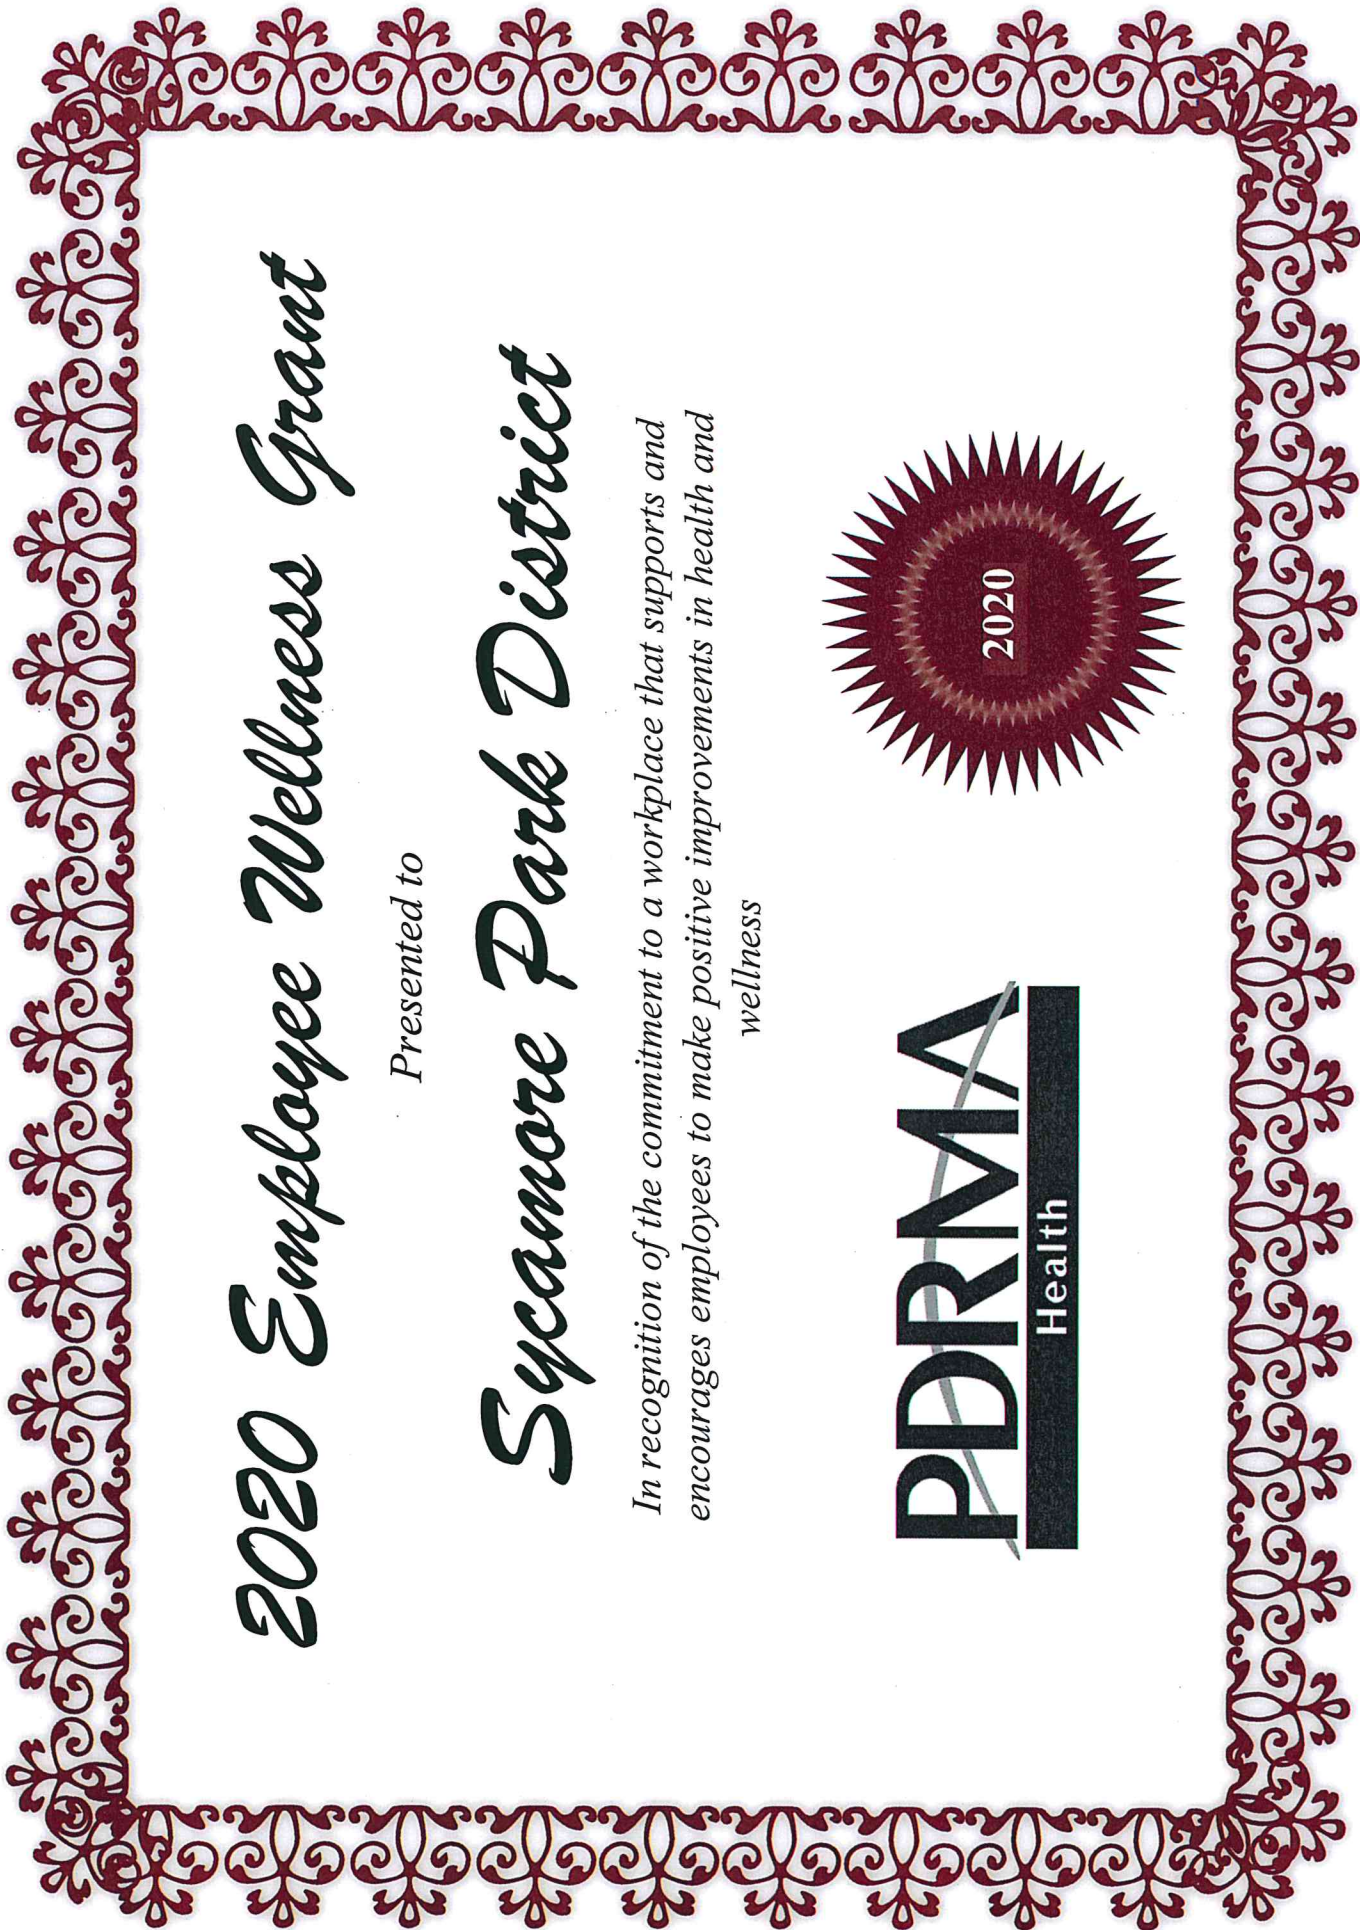 2020 Employee Wellness Grant
Presented to
Sycamore Park District
In recognition of the commitment to a workplace that supports and
encourages employees to make positive improvements in health and
wellness
PDRMA
Health
2020